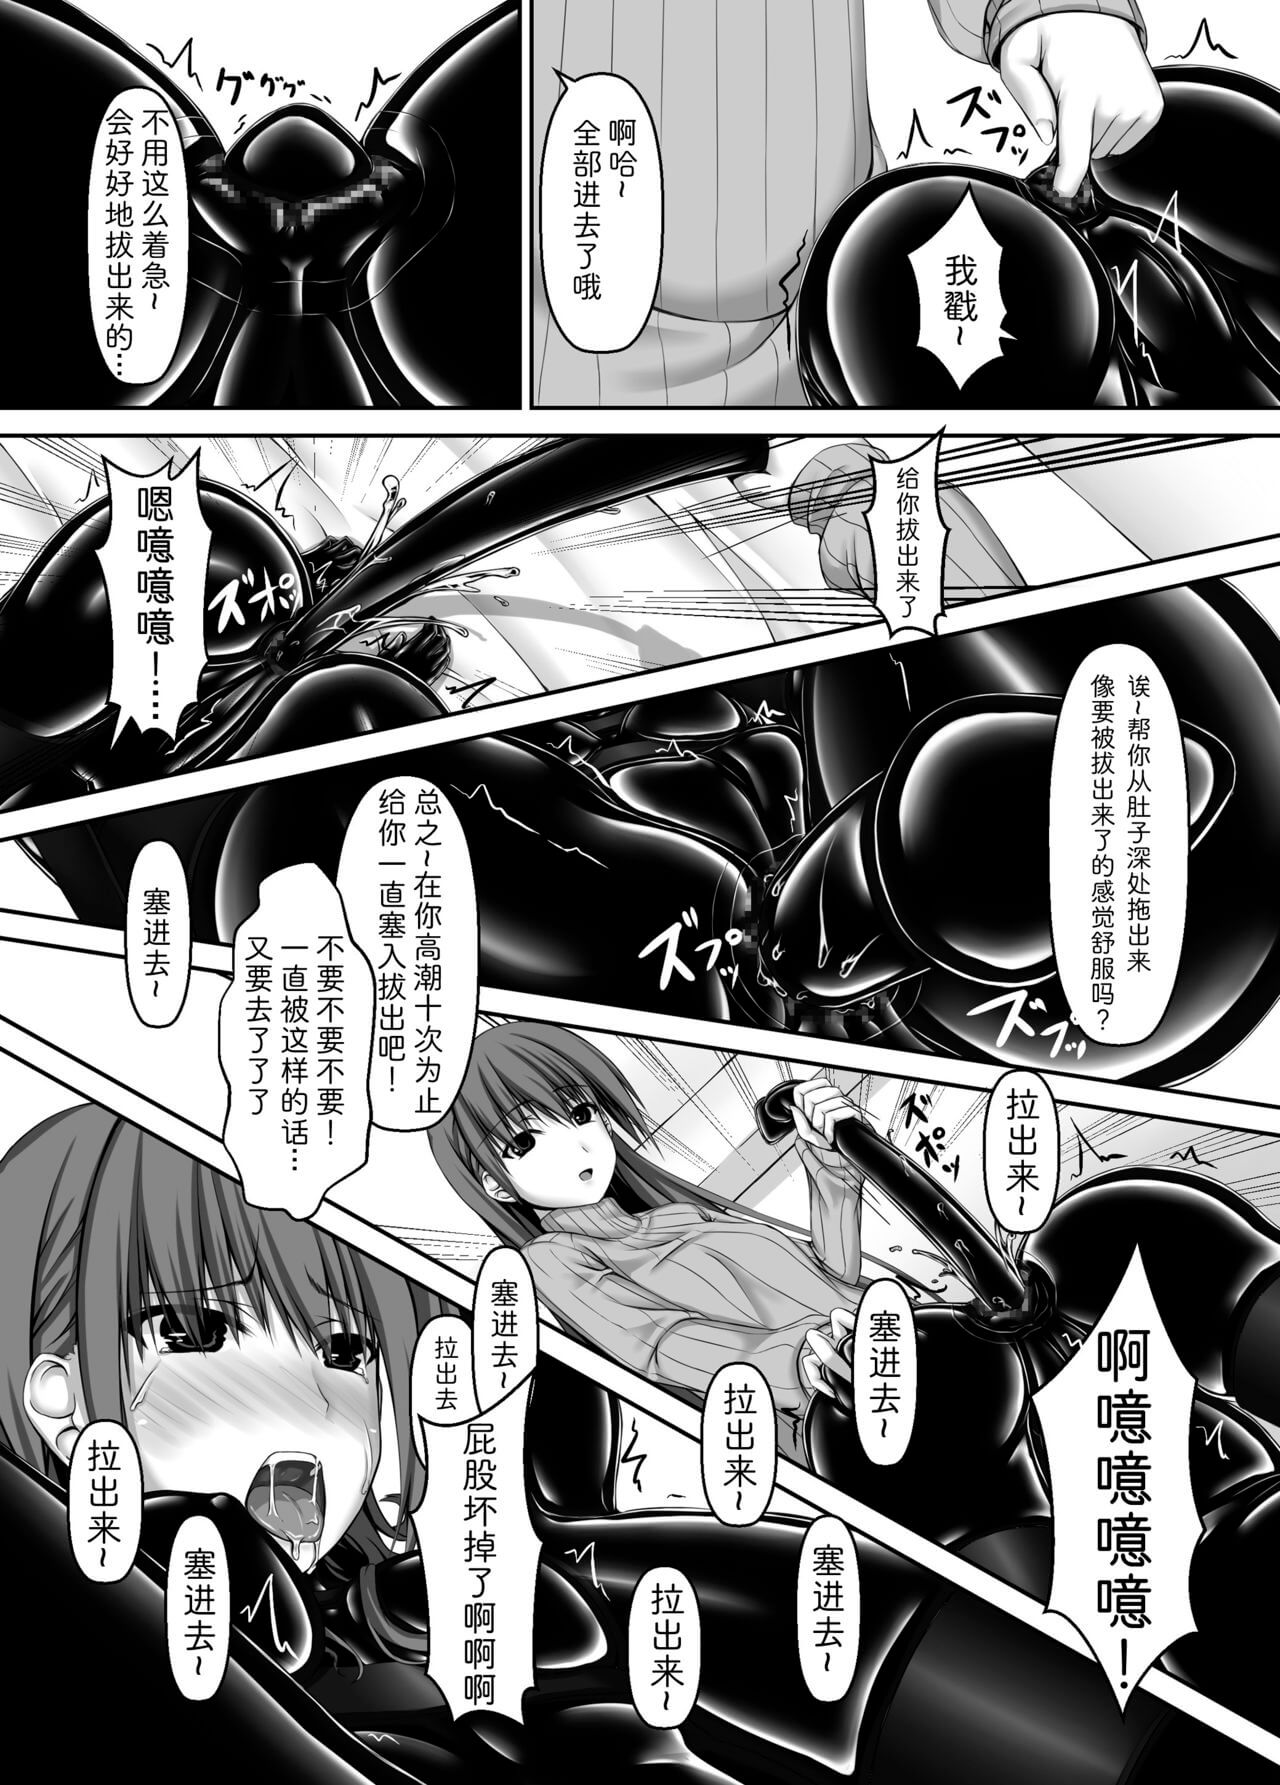 啊哈~
全部进去了哦
ズプ
我戳~
グググググ
不用这么着急~
会好好地拔出来的…
给你拔出来了
ズポッ
嗯噫噫噫！……
诶~帮你从肚子深处拖出来
像要被拔出来了的感觉舒服吗？
ズプ
ズプ
总之~在你高潮十次为止
给你一直塞入拔出吧！
不要不要不要！
一直被这样的话…
又要去了了了
塞进去~
拉出来~
ズポッ
啊噫噫噫噫！
塞进去~
塞进去~
拉出去
拉出来~
塞进去~
屁股坏掉了啊啊啊
拉出来~
拉出来~
塞进去~